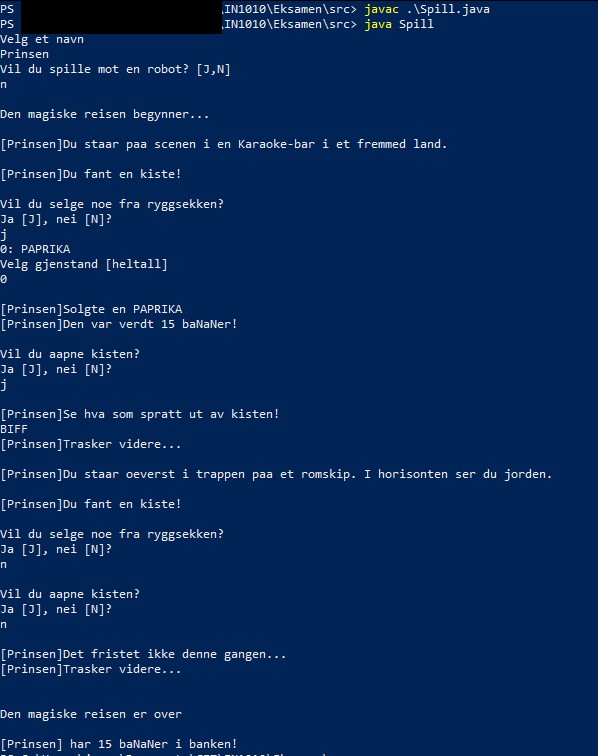 PS \IN1010\Eksamen\src> javac .\Spill.java
PS \IN1010\Eksamen\src> java Spill
Velg et navn
Prinsen
Vil du spille mot en robot? [J,N]
n
Den magiske reisen begynner...
[Prinsen]Du staar paa scenen i en Karaoke-bar i et fremmed land.
[Prinsen]Du fant en kiste!
Vil du selge noe fra ryggsekken?
Ja [J], nei [N]?
j
0: PAPRIKA
Velg gjenstand [heltall]
0
[Prinsen]Solgte en PAPRIKA
[Prinsen]Den var verdt 15 baNaNer!
Vil du aapne kisten?
Ja [J], nei [N]?
j
[Prinsen]Se hva som spratt ut av kisten!
BIFF
[Prinsen]Trasker videre...
[Prinsen]Du staar oeverst i trappen paa et romskip. I horisonten ser du jorden.
[Prinsen]Du fant en kiste!
Vil du selge noe fra ryggsekken?
Ja [J], nei [N]?
n
Vil du aapne kisten?
Ja [J], nei [N]?
n
[Prinsen]Det fristet ikke denne gangen...
[Prinsen]Trasker videre...
Den magiske reisen er over
[Prinsen] har 15 baNaNer i banken!